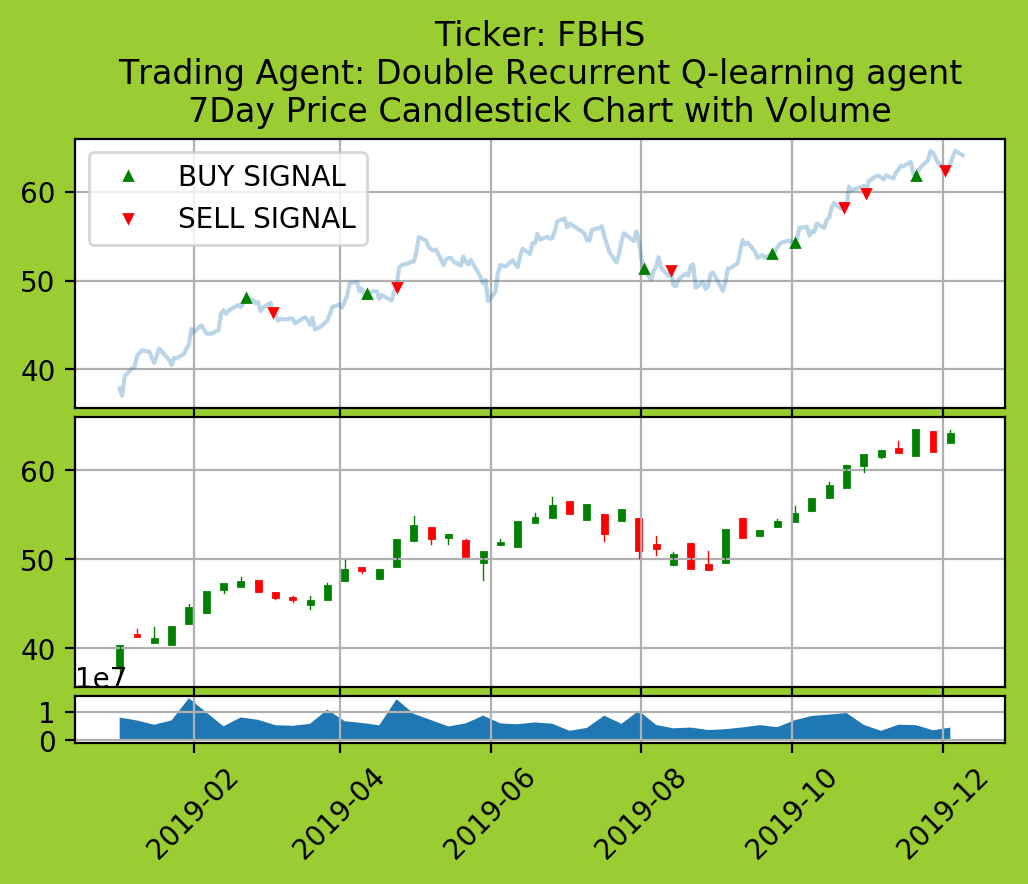 Ticker: FBHS
Trading Agent: Double Recurrent Q-learning agent
7Day Price Candlestick Chart with Volume
BUY SIGNAL
SELL SIGNAL
60
50
40
60
50
40
1e7
1
0
2019-02
2019-04
2019-06
2019-08
2019-10
2019-12